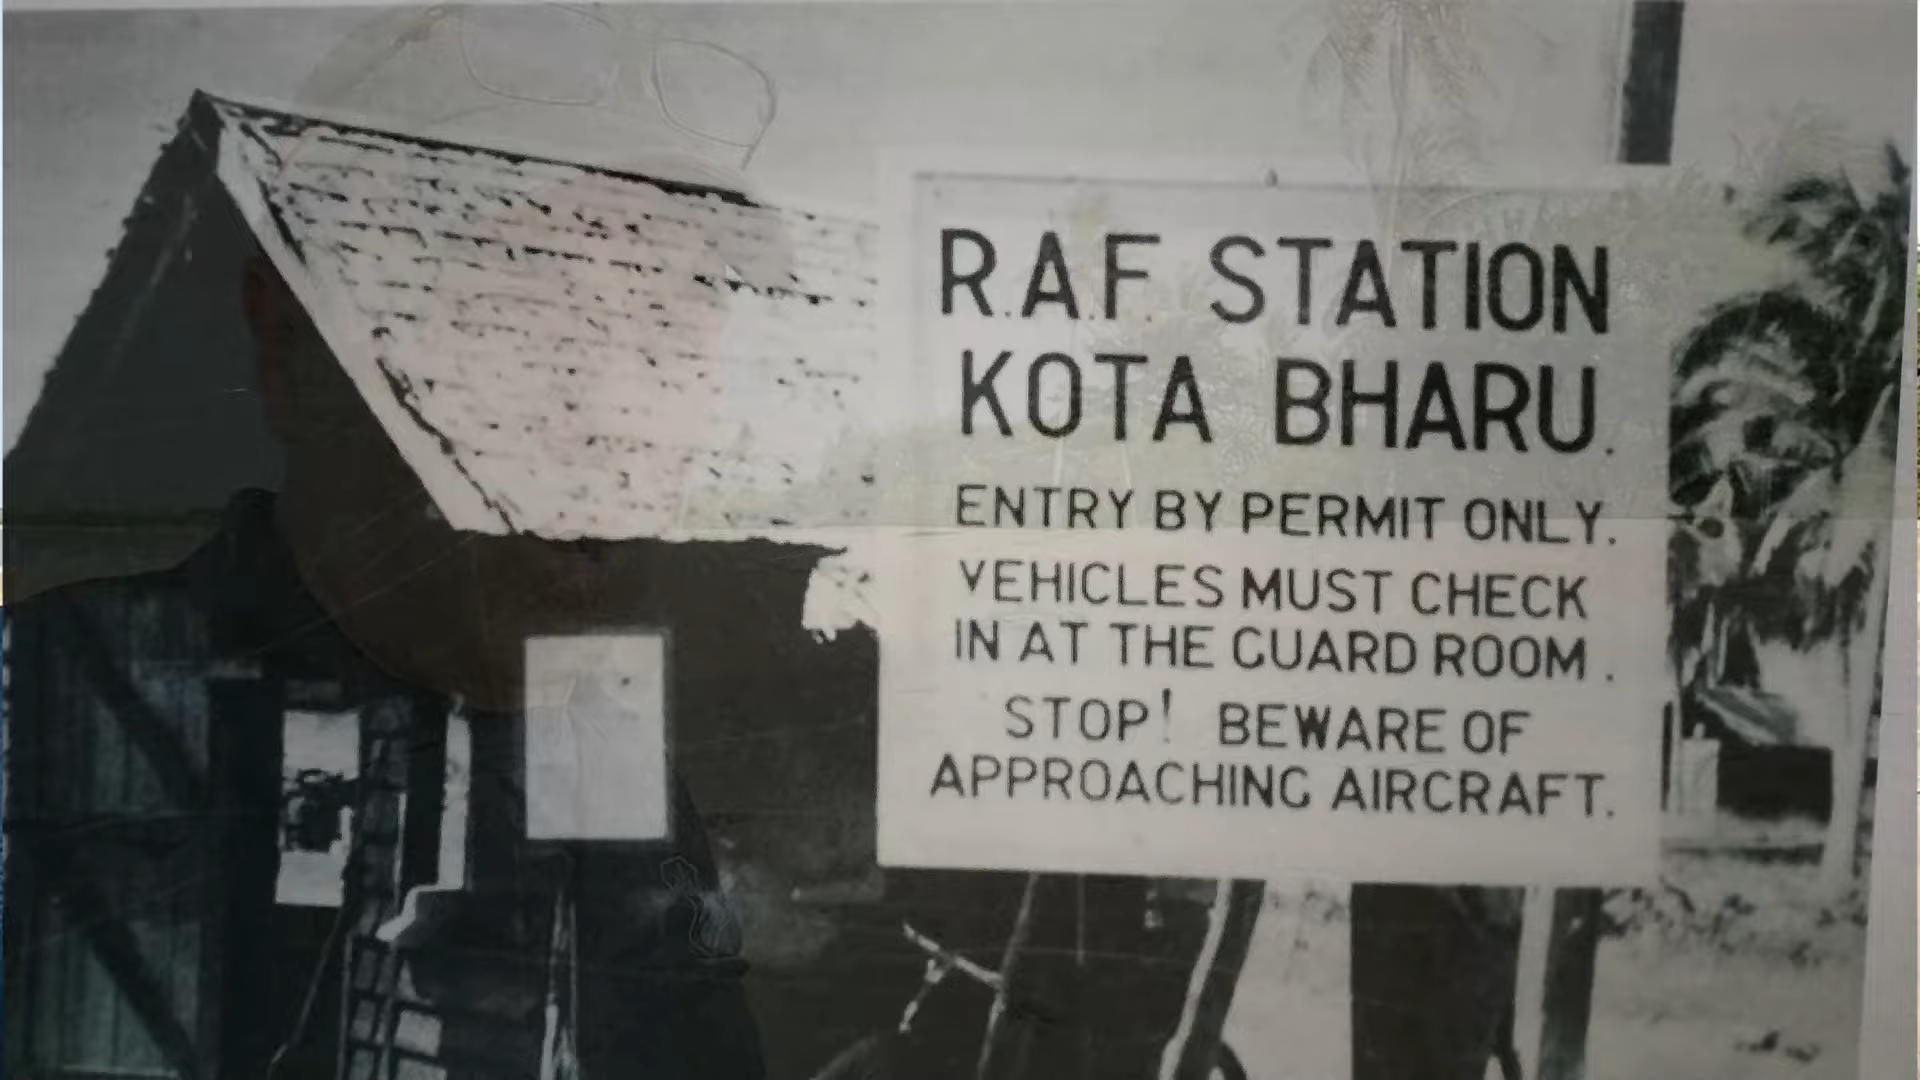 R.A.F. STATION
KOTA BHARU.
ENTRY BY PERMIT ONLY.
VEHICLES MUST CHECK
IN AT THE GUARD ROOM.
STOP! BEWARE OF
APPROACHING AIRCRAFT.